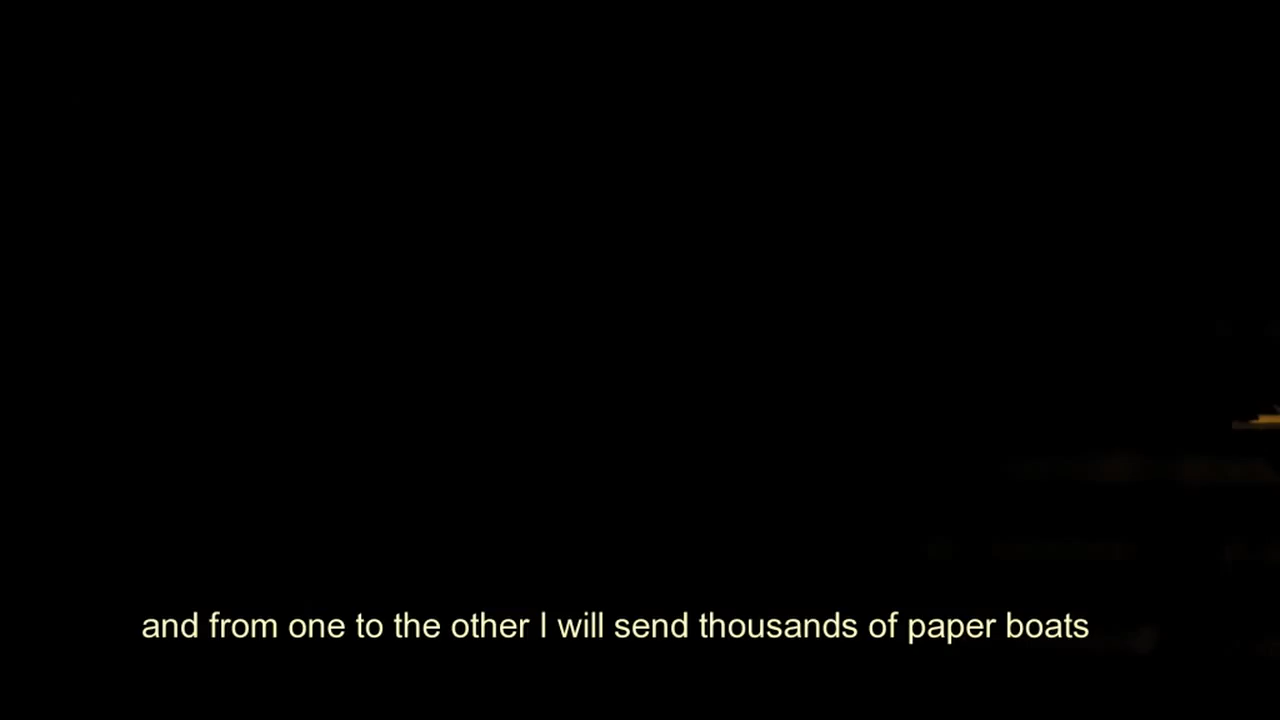 and from one to the other I will send thousands of paper boats